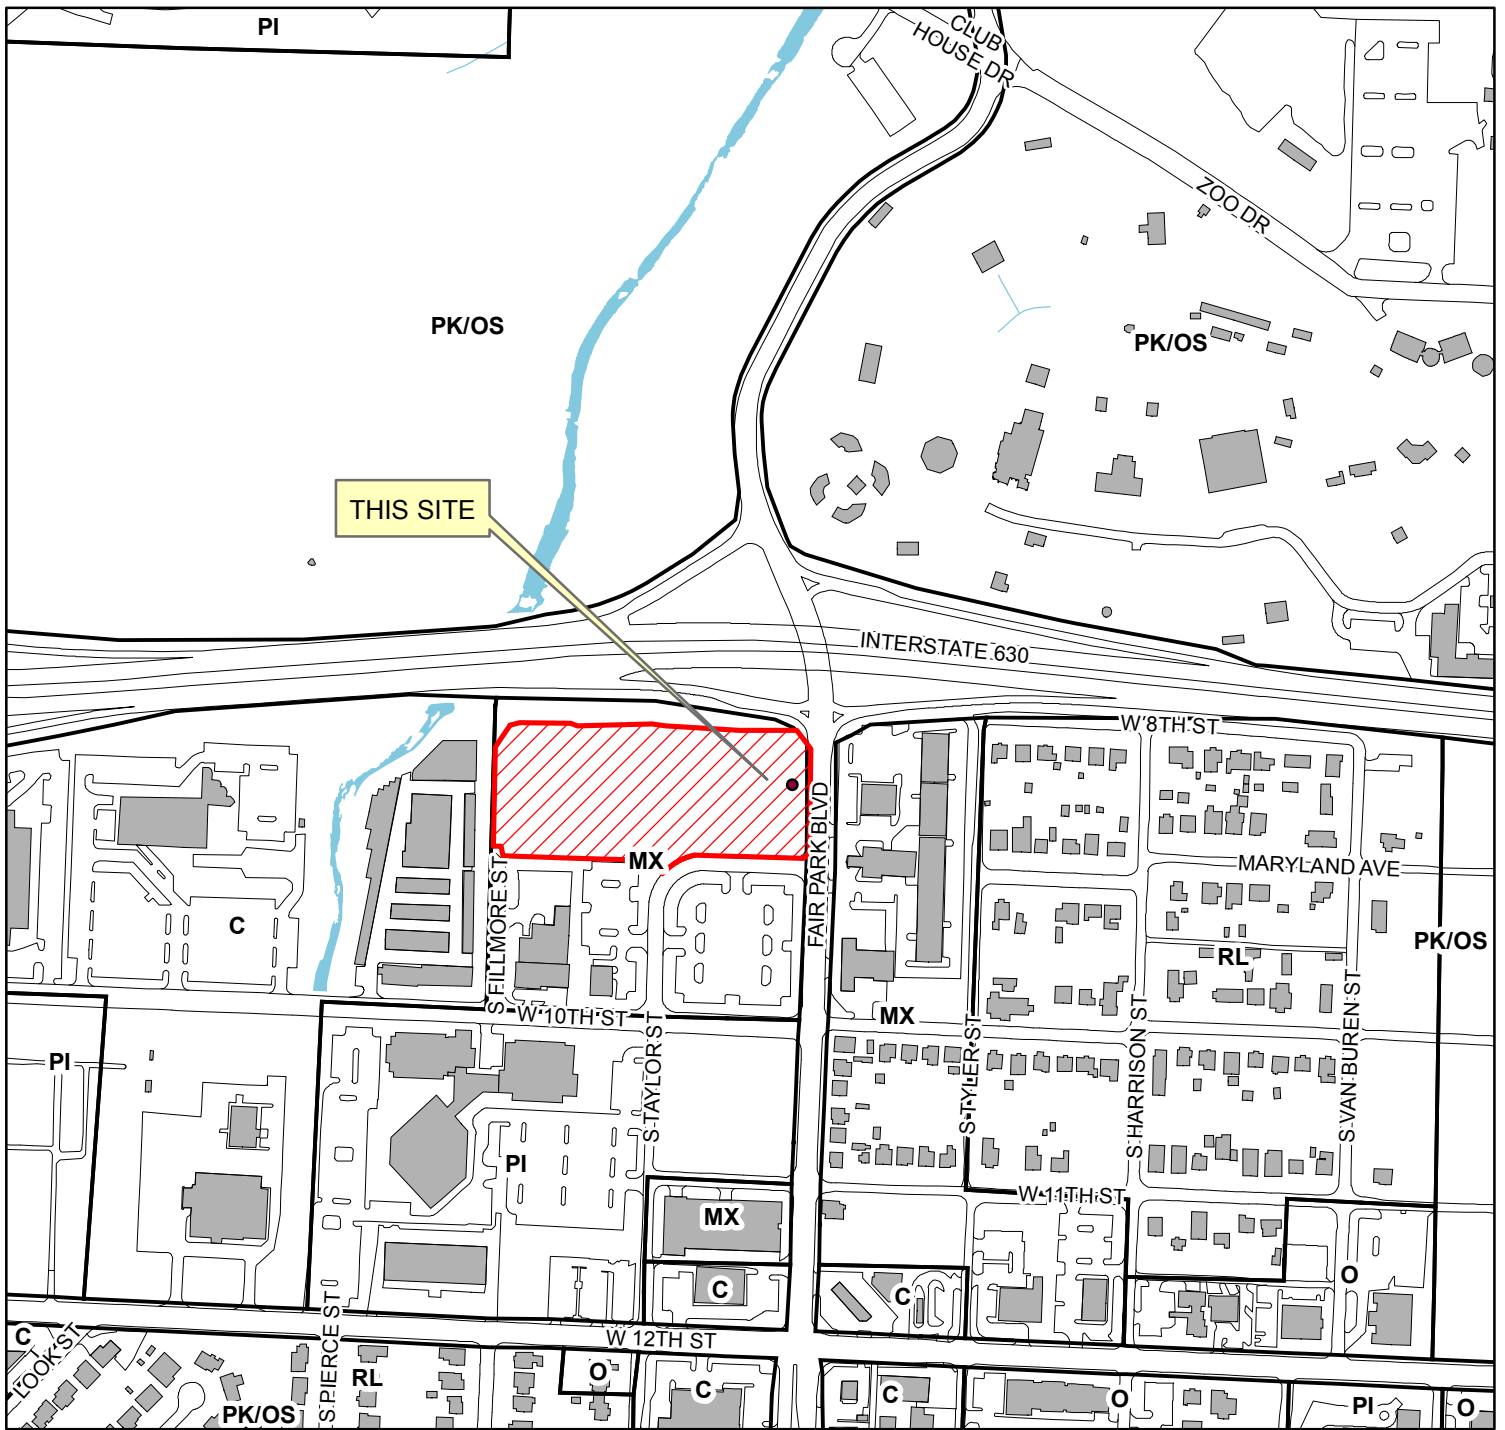 PI
CLUB
HOUSE DR
ZOO DR
PK/OS
PK/OS
THIS SITE
INTERSTATE 630
W 8TH ST
FAIR PARK BLVD
MX
MARYLAND AVE
S FILLMORE ST
C
RL
PK/OS
W 10TH ST
MX
S TAYLOR ST
S TYLER ST
S HARRISON ST
S VAN BUREN ST
PI
PI
W 11TH ST
MX
O
C
C
S PIERCE ST
W 12TH ST
C
LOOK ST
RL
O
C
C
O
PK/OS
PI
O